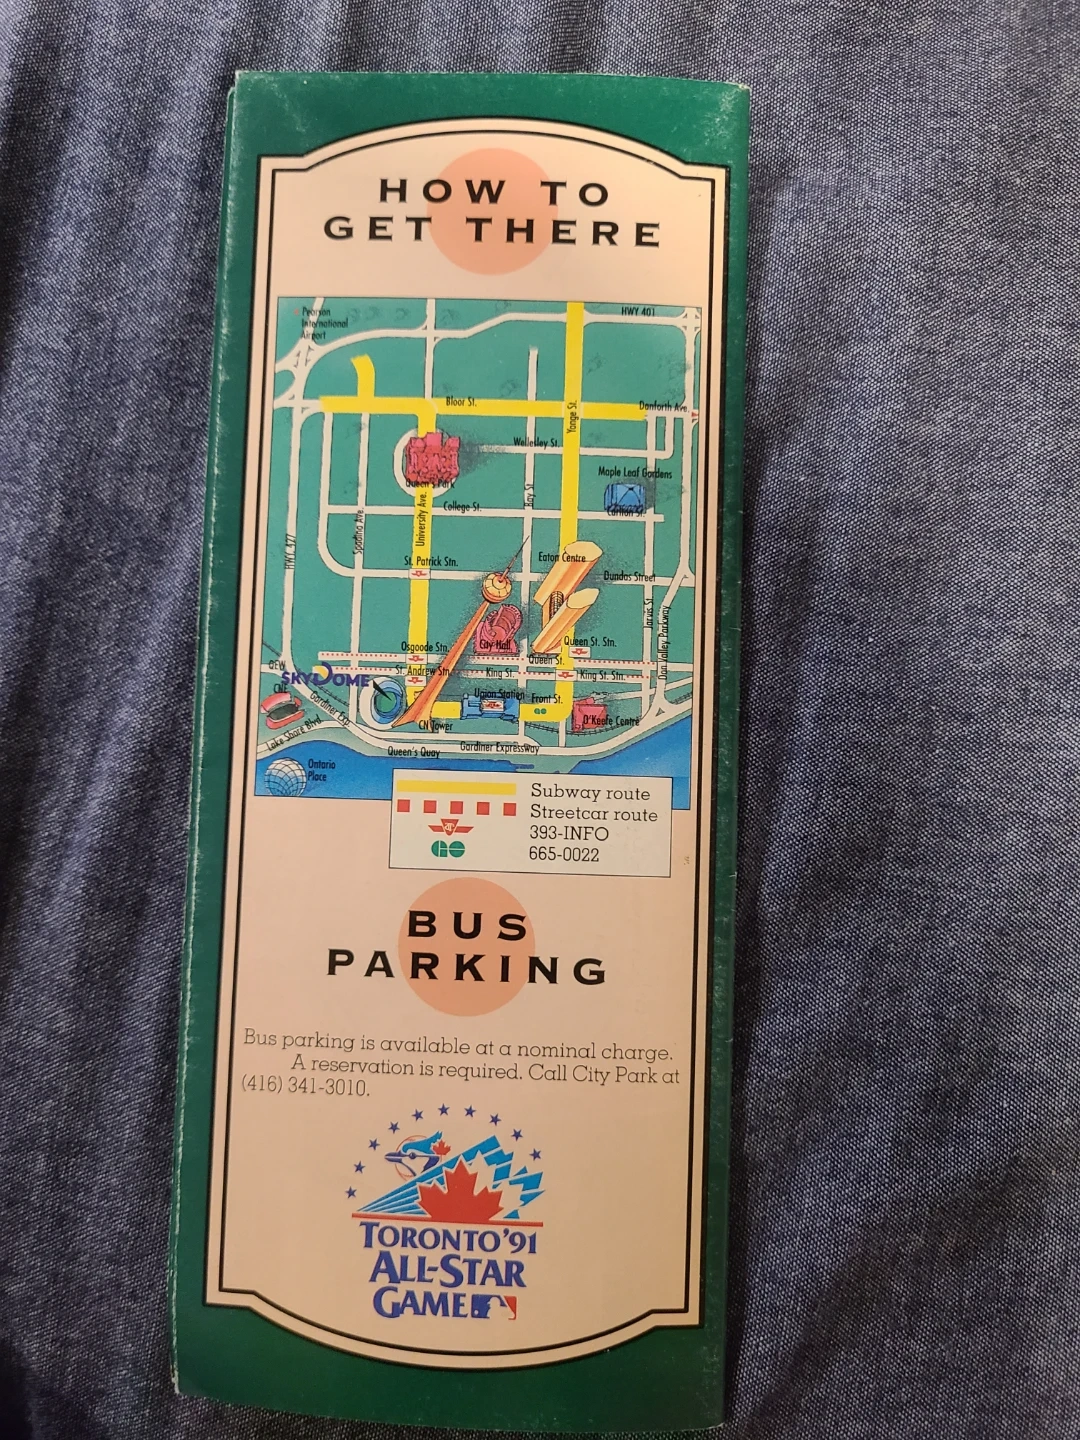 HOW TO
GET THERE
Pearson
International
Airport
HWY 401
Bloor St.
Danforth Ave.
Yonge St.
Wellesley St.
Maple Leaf Gardens
Queen's Park
Bay St.
College St.
Carlton St.
University Ave.
Spadina Ave.
HWY. 427
St. Patrick Stn.
Eaton Centre
Dundas Street
Jarvis St.
Don Valley Parkway
Osgoode Stn.
City Hall
Queen St. Stn.
Queen St.
QEW
SKYDOME
St. Andrew Stn.
King St.
King St. Stn.
CNE
Gardiner Exp.
Union Station
Front St.
GO
O'Keefe Centre
CN Tower
Lake Shore Blvd.
Queen's Quay
Gardiner Expressway
Ontario
Place
Subway route
Streetcar route
393-INFO
GO 665-0022
BUS
PARKING
Bus parking is available at a nominal charge.
A reservation is required. Call City Park at
(416) 341-3010.
TORONTO '91
ALL-STAR
GAME